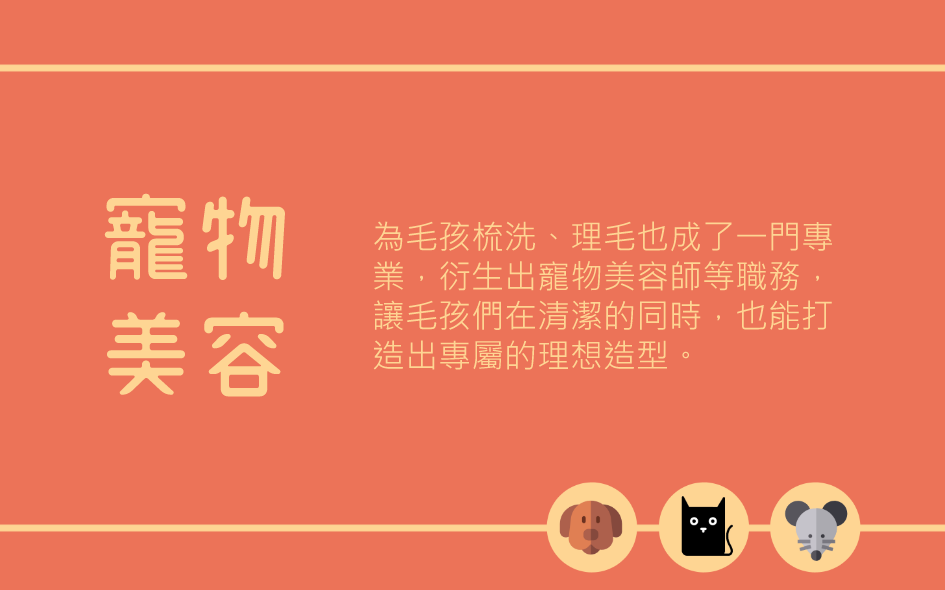 寵物
美容
為毛孩梳洗、理毛也成了一門專
業，衍生出寵物美容師等職務，
讓毛孩們在清潔的同時，也能打
造出專屬的理想造型。